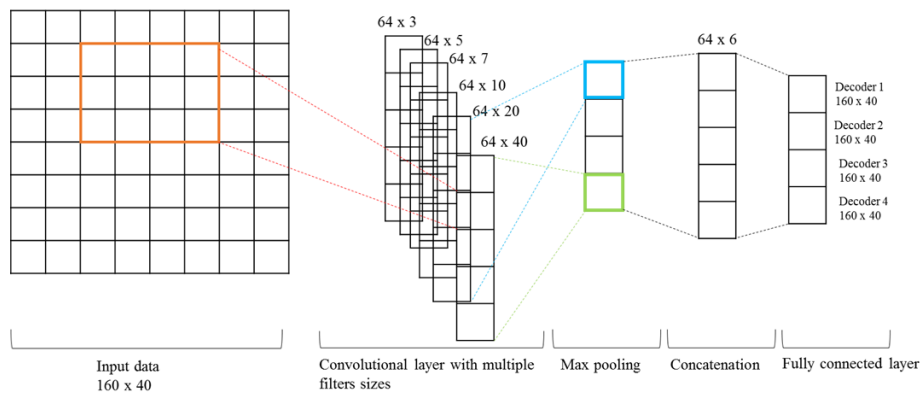 64 x 3
64 x 5
64 x 7
64 x 10
64 x 20
64 x 40
64 x 6
Decoder 1
160 x 40
Decoder 2
160 x 40
Decoder 3
160 x 40
Decoder 4
160 x 40
Input data
160 x 40
Convolutional layer with multiple
filters sizes
Max pooling
Concatenation
Fully connected layer